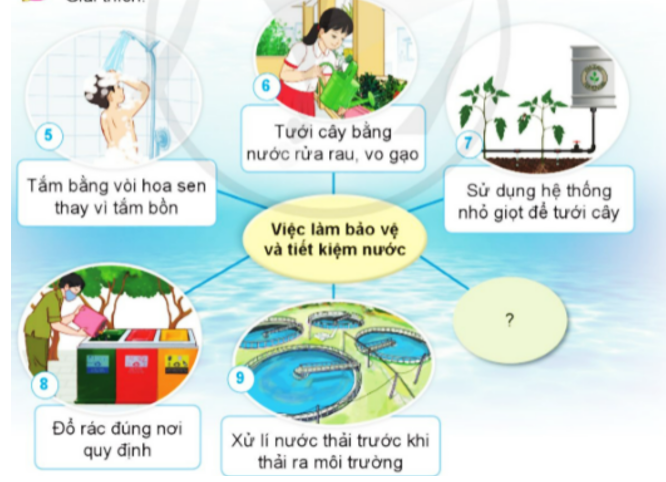 Giải thích.
6
5
7
Tưới cây bằng
nước rửa rau, vo gạo
Tắm bằng vòi hoa sen
thay vì tắm bồn
Sử dụng hệ thống
nhỏ giọt để tưới cây
Việc làm bảo vệ
và tiết kiệm nước
?
8
9
Đổ rác đúng nơi
quy định
Xử lí nước thải trước khi
thải ra môi trường